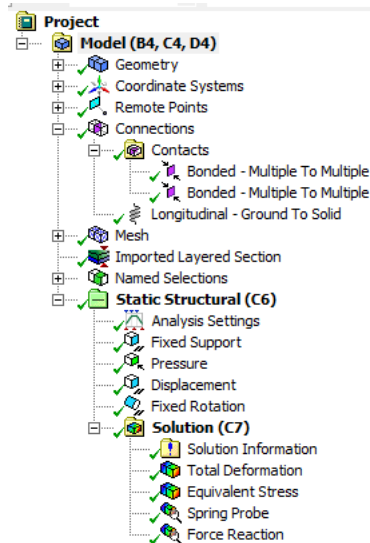 Project
Model (B4, C4, D4)
Geometry
Coordinate Systems
Remote Points
Connections
Contacts
Bonded - Multiple To Multiple
Bonded - Multiple To Multiple
Longitudinal - Ground To Solid
Mesh
Imported Layered Section
Named Selections
Static Structural (C6)
Analysis Settings
Fixed Support
Pressure
Displacement
Fixed Rotation
Solution (C7)
Solution Information
Total Deformation
Equivalent Stress
Spring Probe
Force Reaction